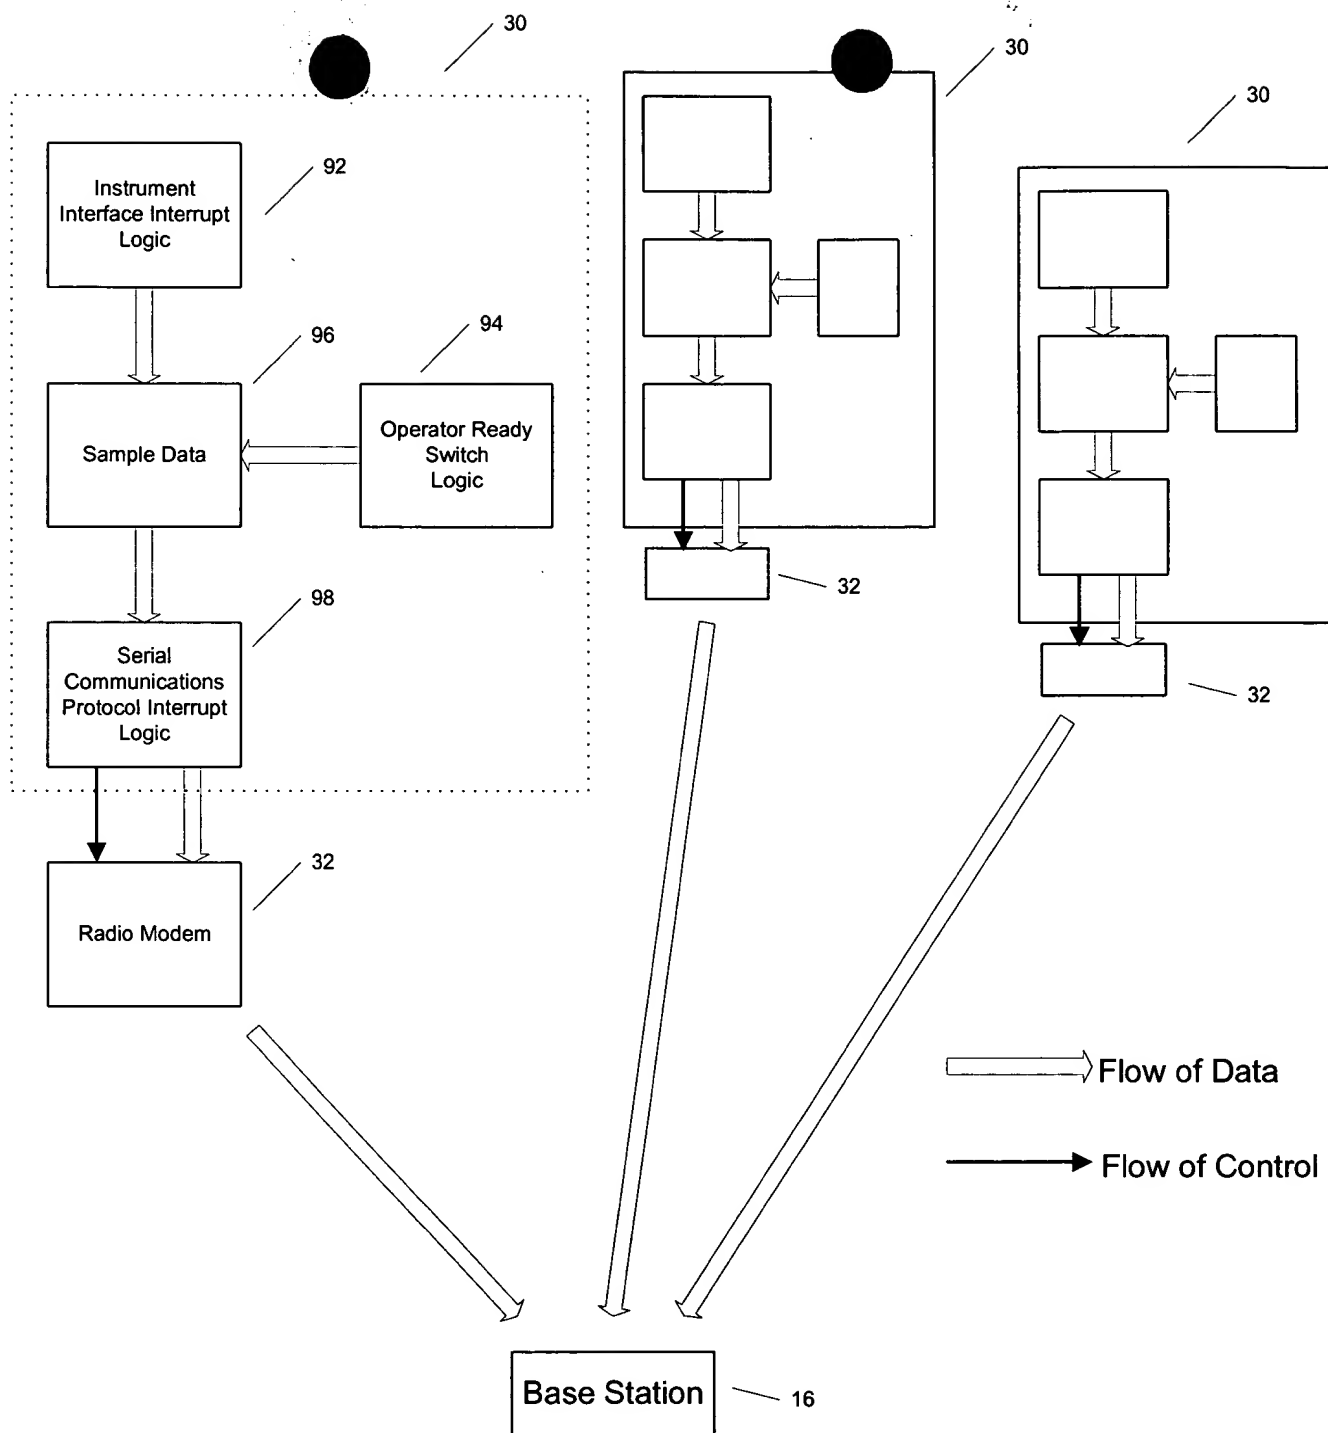 30
30
30
92
Instrument
Interface Interrupt
Logic
96
94
Sample Data
Operator Ready
Switch
Logic
98
Serial
Communications
Protocol Interrupt
Logic
32
32
32
Radio Modem
Flow of Data
Flow of Control
Base Station
16